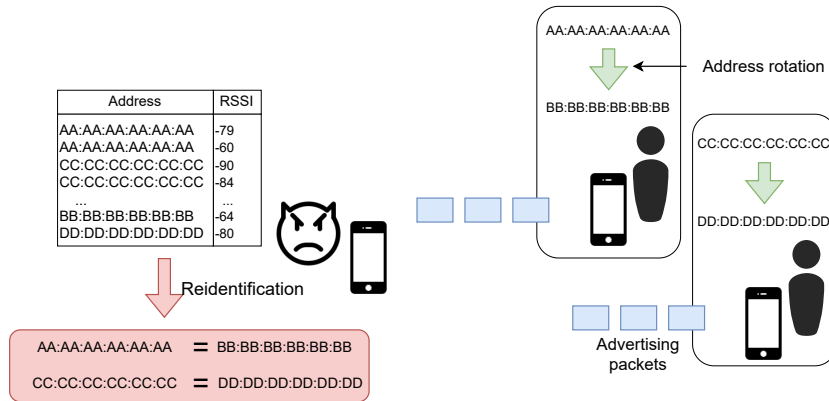 AA:AA:AA:AA:AA:AA
Address rotation
BB:BB:BB:BB:BB:BB
Address RSSI
AA:AA:AA:AA:AA:AA -79
AA:AA:AA:AA:AA:AA -60
CC:CC:CC:CC:CC:CC -90
CC:CC:CC:CC:CC:CC -84
... ...
BB:BB:BB:BB:BB:BB -64
DD:DD:DD:DD:DD:DD -80
CC:CC:CC:CC:CC:CC
DD:DD:DD:DD:DD:DD
Reidentification
AA:AA:AA:AA:AA:AA = BB:BB:BB:BB:BB:BB
CC:CC:CC:CC:CC:CC = DD:DD:DD:DD:DD:DD
Advertising
packets